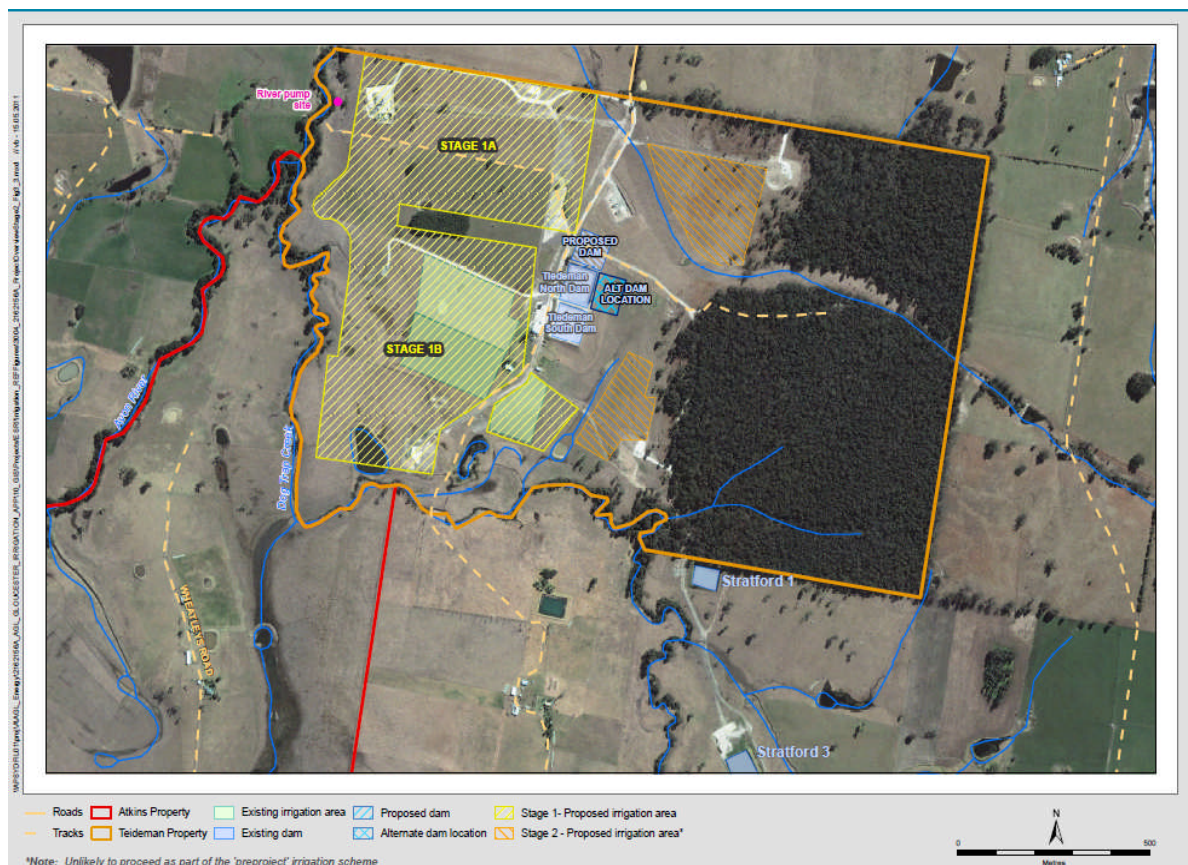 River pump
site
STAGE 1A
PROPOSED
DAM
Tiedeman
North Dam
ALT DAM
LOCATION
Tiedeman
South Dam
STAGE 1B
Avon River
Dog Trap Creek
WHEATLEYS ROAD
Stratford 1
Stratford 3
Roads
Atkins Property
Existing irrigation area
Proposed dam
Stage 1- Proposed irrigation area
Tracks
Teideman Property
Existing dam
Alternate dam location
Stage 2 - Proposed irrigation area*
N
0
500
Metres
*Note: Unlikely to proceed as part of the 'preproject' irrigation scheme